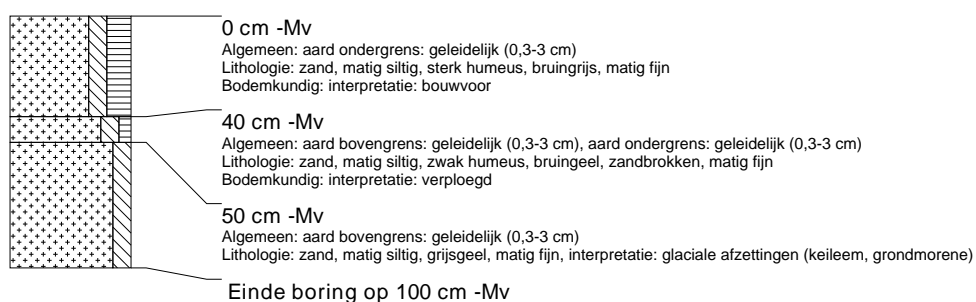 0 cm -Mv
Algemeen: aard ondergrens: geleidelijk (0,3-3 cm)
Lithologie: zand, matig siltig, sterk humeus, bruingrijs, matig fijn
Bodemkundig: interpretatie: bouwvoor
40 cm -Mv
Algemeen: aard bovengrens: geleidelijk (0,3-3 cm), aard ondergrens: geleidelijk (0,3-3 cm)
Lithologie: zand, matig siltig, zwak humeus, bruingeel, zandbrokken, matig fijn
Bodemkundig: interpretatie: verploegd
50 cm -Mv
Algemeen: aard bovengrens: geleidelijk (0,3-3 cm)
Lithologie: zand, matig siltig, grijsgeel, matig fijn, interpretatie: glaciale afzettingen (keileem, grondmorene)
Einde boring op 100 cm -Mv